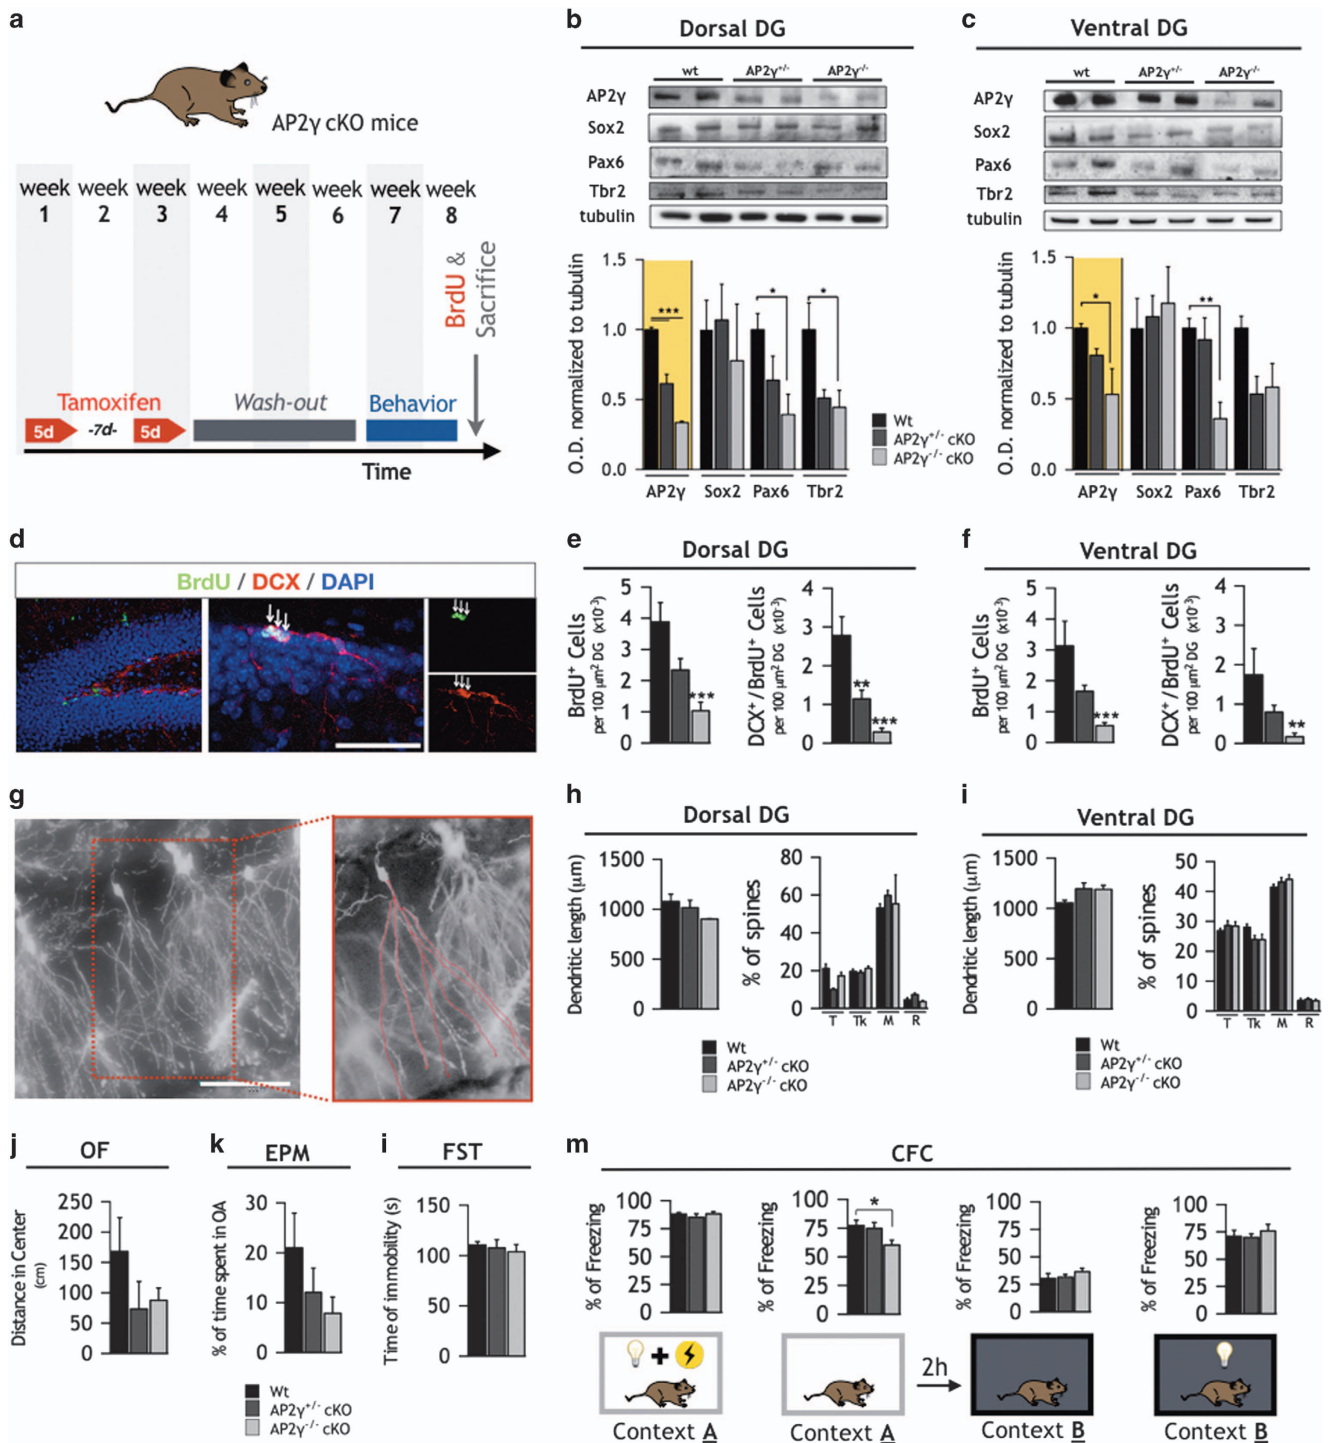 a
AP2γ cKO mice
week 1
week 2
week 3
week 4
week 5
week 6
week 7
week 8
BrdU &
Sacrifice
Tamoxifen
Wash-out
Behavior
5d
-7d-
5d
Time
b
Dorsal DG
wt
AP2γ+/-
AP2γ-/-
AP2γ
Sox2
Pax6
Tbr2
tubulin
O.D. normalized to tubulin
1.5
1.0
0.5
0.0
***
*
*
AP2γ
Sox2
Pax6
Tbr2
Wt
AP2γ+/- cKO
AP2γ-/- cKO
c
Ventral DG
wt
AP2γ+/-
AP2γ-/-
AP2γ
Sox2
Pax6
Tbr2
tubulin
O.D. normalized to tubulin
1.5
1.0
0.5
0.0
*
**
AP2γ
Sox2
Pax6
Tbr2
d
BrdU / DCX / DAPI
e
Dorsal DG
BrdU+ Cells
per 100 μm2 DG (x10-3)
5
4
3
2
1
0
***
DCX+/BrdU+ Cells
per 100 μm2 DG (x10-3)
4
3
2
1
0
**
***
f
Ventral DG
BrdU+ Cells
per 100 μm2 DG (x10-3)
5
4
3
2
1
0
***
DCX+/BrdU+ Cells
per 100 μm2 DG (x10-3)
4
3
2
1
0
**
g
h
Dorsal DG
Dendritic length (μm)
1500
1000
500
0
% of spines
80
60
40
20
0
T
Tk
M
R
Wt
AP2γ+/- cKO
AP2γ-/- cKO
i
Ventral DG
Dendritic length (μm)
1500
1000
500
0
% of spines
50
40
30
20
10
0
T
Tk
M
R
Wt
AP2γ+/- cKO
AP2γ-/- cKO
j
OF
Distance in Center
(cm)
250
200
150
100
50
0
k
EPM
% of time spent in OA
30
20
10
0
i
FST
Time of immobility (s)
150
100
50
0
Wt
AP2γ+/- cKO
AP2γ-/- cKO
m
CFC
% of Freezing
100
75
50
25
0
+
Context A
% of Freezing
100
75
50
25
0
*
Context A
2h
% of Freezing
100
75
50
25
0
Context B
% of Freezing
100
75
50
25
0
Context B